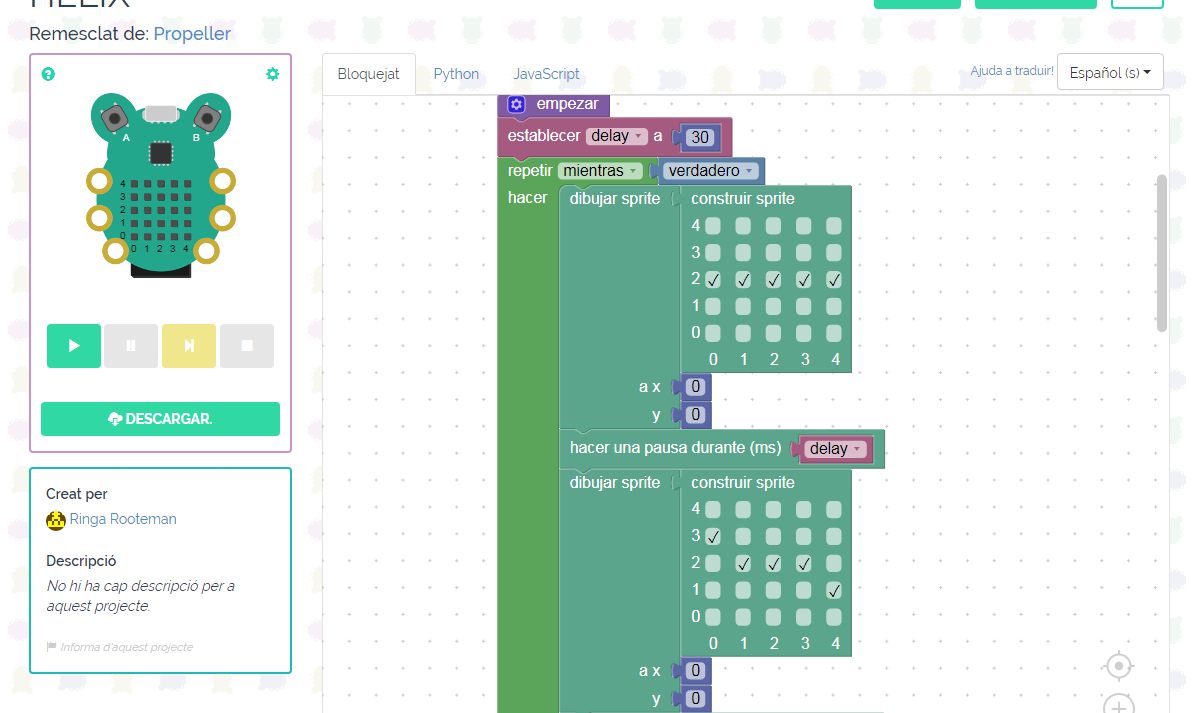 HELIX
Remesclat de: Propeller
Bloquejat Python JavaScript
Ajuda a traduir! Español (s)
A B
4
3
2
1
0
0 1 2 3 4
DESCARGAR.
Creat per
Ringa Rooteman
Descripció
No hi ha cap descripció per a
aquest projecte.
Informa d'aquest projecte
empezar
establecer delay a 30
repetir mientras verdadero
hacer dibujar sprite construir sprite
4
3
2
1
0
0 1 2 3 4
a x 0
y 0
hacer una pausa durante (ms) delay
dibujar sprite construir sprite
4
3
2
1
0
0 1 2 3 4
a x 0
y 0